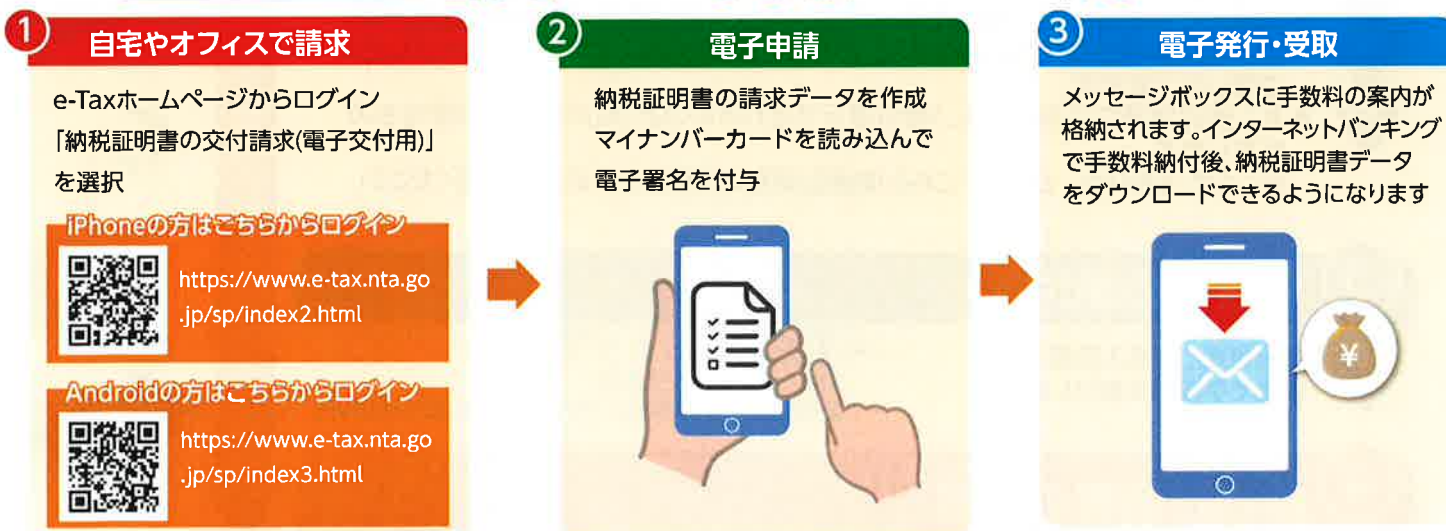 1
自宅やオフィスで請求
e-Taxホームページからログイン
「納税証明書の交付請求(電子交付用)」
を選択
iPhoneの方はこちらからログイン
https://www.e-tax.nta.go
.jp/sp/index2.html
Androidの方はこちらからログイン
https://www.e-tax.nta.go
.jp/sp/index3.html
2
電子申請
納税証明書の請求データを作成
マイナンバーカードを読み込んで
電子署名を付与
3
電子発行・受取
メッセージボックスに手数料の案内が
格納されます。インターネットバンキング
で手数料納付後、納税証明書データ
をダウンロードできるようになります
¥